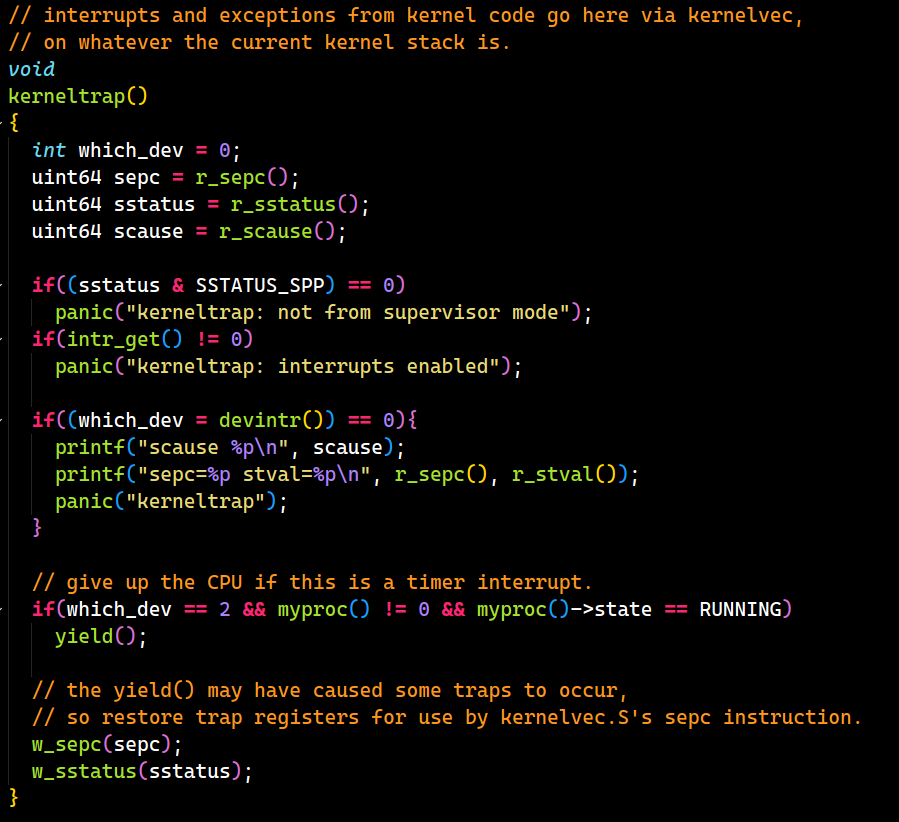 // interrupts and exceptions from kernel code go here via kernelvec,
// on whatever the current kernel stack is.
void
kerneltrap()
{
  int which_dev = 0;
  uint64 sepc = r_sepc();
  uint64 sstatus = r_sstatus();
  uint64 scause = r_scause();

  if((sstatus & SSTATUS_SPP) == 0)
    panic("kerneltrap: not from supervisor mode");
  if(intr_get() != 0)
    panic("kerneltrap: interrupts enabled");

  if((which_dev = devintr()) == 0){
    printf("scause %p\n", scause);
    printf("sepc=%p stval=%p\n", r_sepc(), r_stval());
    panic("kerneltrap");
  }

  // give up the CPU if this is a timer interrupt.
  if(which_dev == 2 && myproc() != 0 && myproc()->state == RUNNING)
    yield();

  // the yield() may have caused some traps to occur,
  // so restore trap registers for use by kernelvec.S's sepc instruction.
  w_sepc(sepc);
  w_sstatus(sstatus);
}